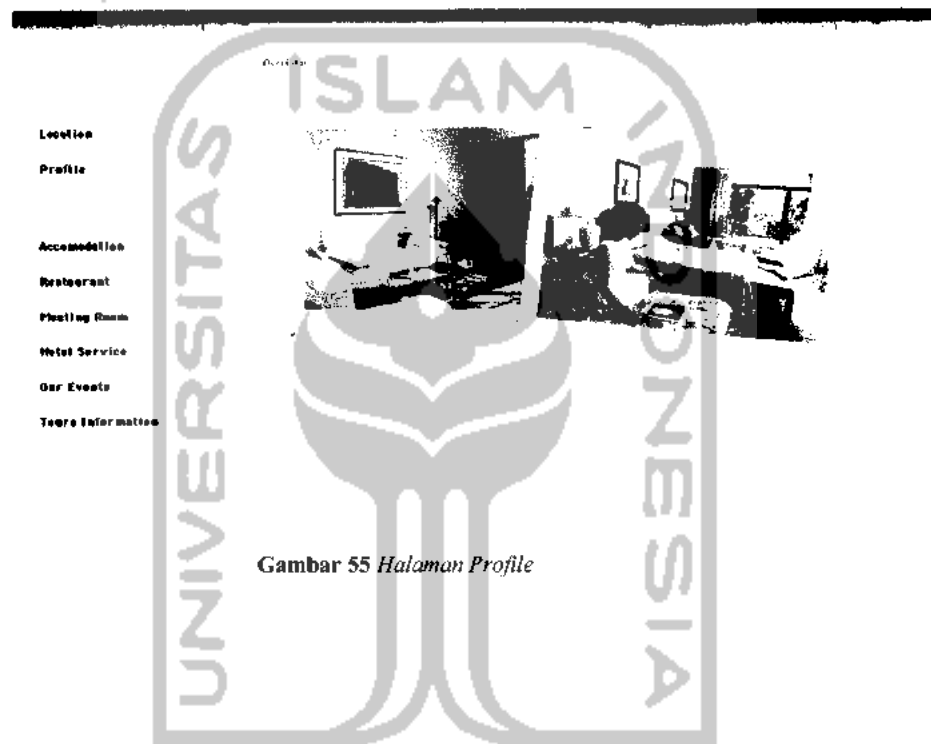 Overview
Location
Profile
Accomodation
Restaurant
Meeting Room
Hotel Service
Our Events
Tours Information
Gambar 55 Halaman Profile
UNIVERSITAS
ISLAM
INDONESIA